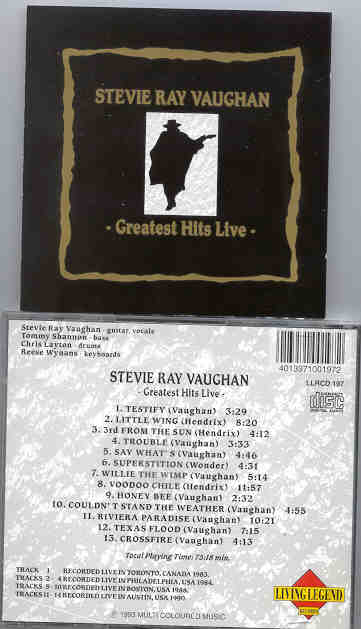 STEVIE RAY VAUGHAN
- Greatest Hits Live -
Stevie Ray Vaughan - guitar, vocals
Tommy Shannon - bass
Chris Layton - drums
Reese Wynans - keyboards
4013971001972
LLRCD 197
STEVIE RAY VAUGHAN
- Greatest Hits Live -
COMPACT
disc
DIGITAL AUDIO
1. TESTIFY (Vaughan) 3:29
2. LITTLE WING (Hendrix) 8:20
3. 3rd FROM THE SUN (Hendrix) 4:12
4. TROUBLE (Vaughan) 3:33
5. SAY WHAT'S (Vaughan) 4:46
6. SUPERSTITION (Wonder) 4:31
7. WILLIE THE WIMP (Vaughan) 5:14
8. VOODOO CHILE (Hendrix) 11:57
9. HONEY BEE (Vaughan) 2:32
10. COULDN'T STAND THE WEATHER (Vaughan) 4:55
11. RIVIERA PARADISE (Vaughan) 10:21
12. TEXAS FLOOD (Vaughan) 7:15
13. CROSSFIRE (Vaughan) 4:13
Total Playing Time: 75:18 min.
TRACK 1 RECORDED LIVE IN TORONTO, CANADA 1983.
TRACKS 2 - 4 RECORDED LIVE IN PHILADELPHIA, USA 1984.
TRACKS 5 - 10 RECORDED LIVE IN BOSTON, USA 1986.
TRACKS 11 - 14 RECORDED LIVE IN AUSTIN, USA 1990.
LIVING LEGEND
RECORDS
© 1993 MULTI COLOURED MUSIC